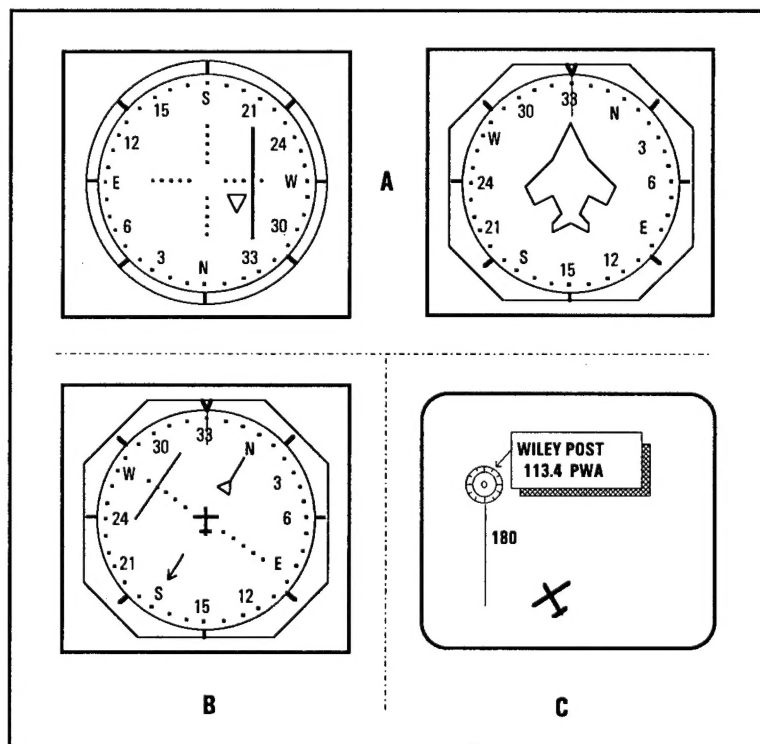 S
15 21
12 24
E W
6 30
3 33
N
A
33
30 N
W 3
24 6
21 E
S 12
15
33
30 N
W 3
24 6
21 E
S 12
15
B
WILEY POST
113.4 PWA
180
C